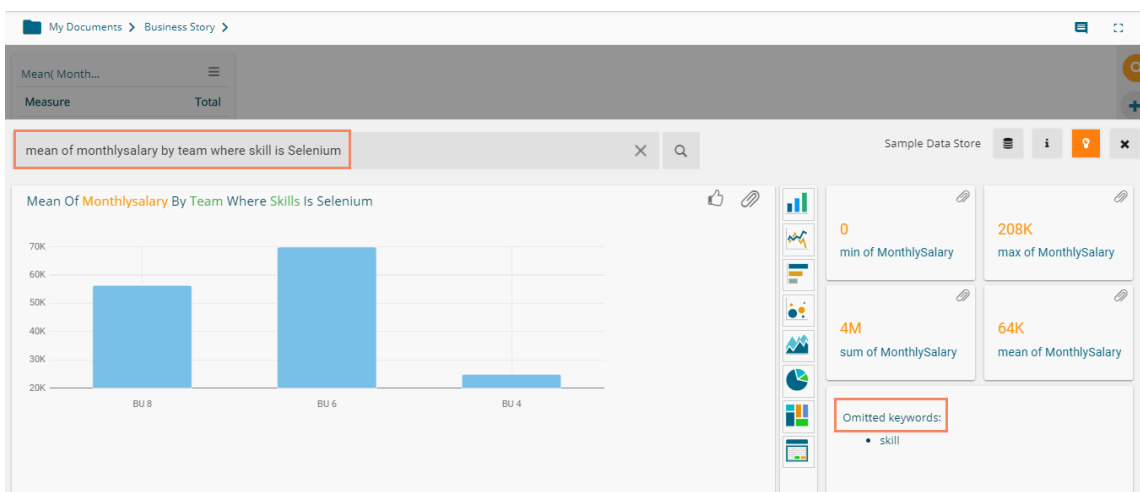 My Documents > Business Story >
Mean( Month...
Measure Total
mean of monthlysalary by team where skill is Selenium
Sample Data Store
Mean Of Monthlysalary By Team Where Skills Is Selenium
70K
60K
50K
40K
30K
20K
BU 8 BU 6 BU 4
0
min of MonthlySalary
208K
max of MonthlySalary
4M
sum of MonthlySalary
64K
mean of MonthlySalary
Omitted keywords:
• skill